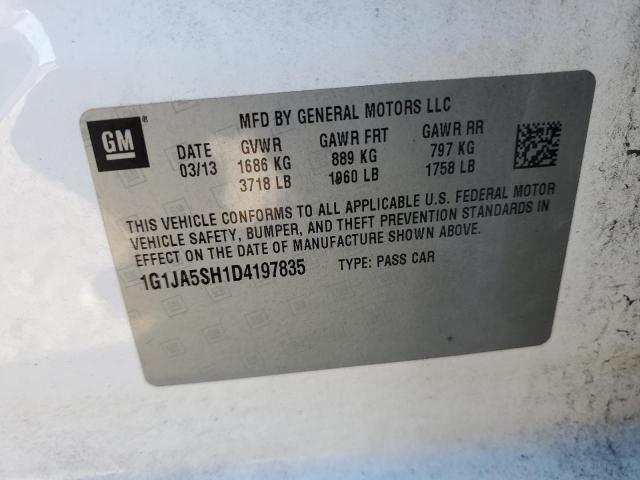 MFD BY GENERAL MOTORS LLC
GM®
DATE GVWR GAWR FRT GAWR RR
03/13 1686 KG 889 KG 797 KG
3718 LB 1960 LB 1758 LB
THIS VEHICLE CONFORMS TO ALL APPLICABLE U.S. FEDERAL MOTOR
VEHICLE SAFETY, BUMPER, AND THEFT PREVENTION STANDARDS IN
EFFECT ON THE DATE OF MANUFACTURE SHOWN ABOVE.
1G1JA5SH1D4197835 TYPE: PASS CAR